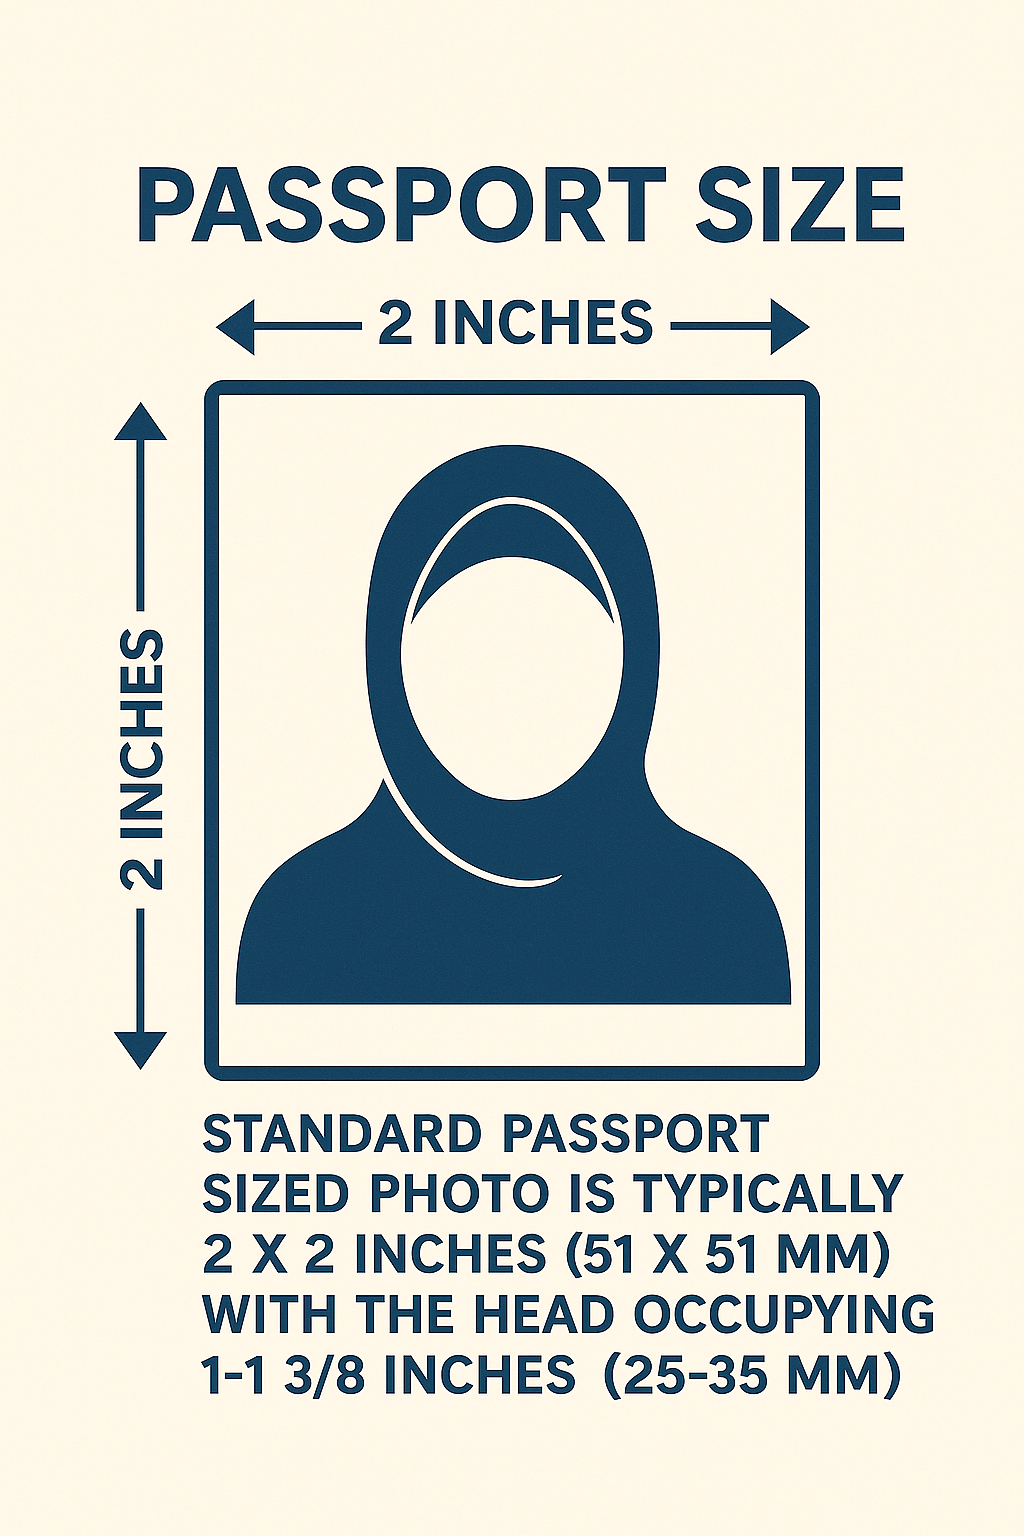 PASSPORT SIZE
2 INCHES
2 INCHES
STANDARD PASSPORT
SIZED PHOTO IS TYPICALLY
2 X 2 INCHES (51 X 51 MM)
WITH THE HEAD OCCUPYING
1-1 3/8 INCHES (25-35 MM)